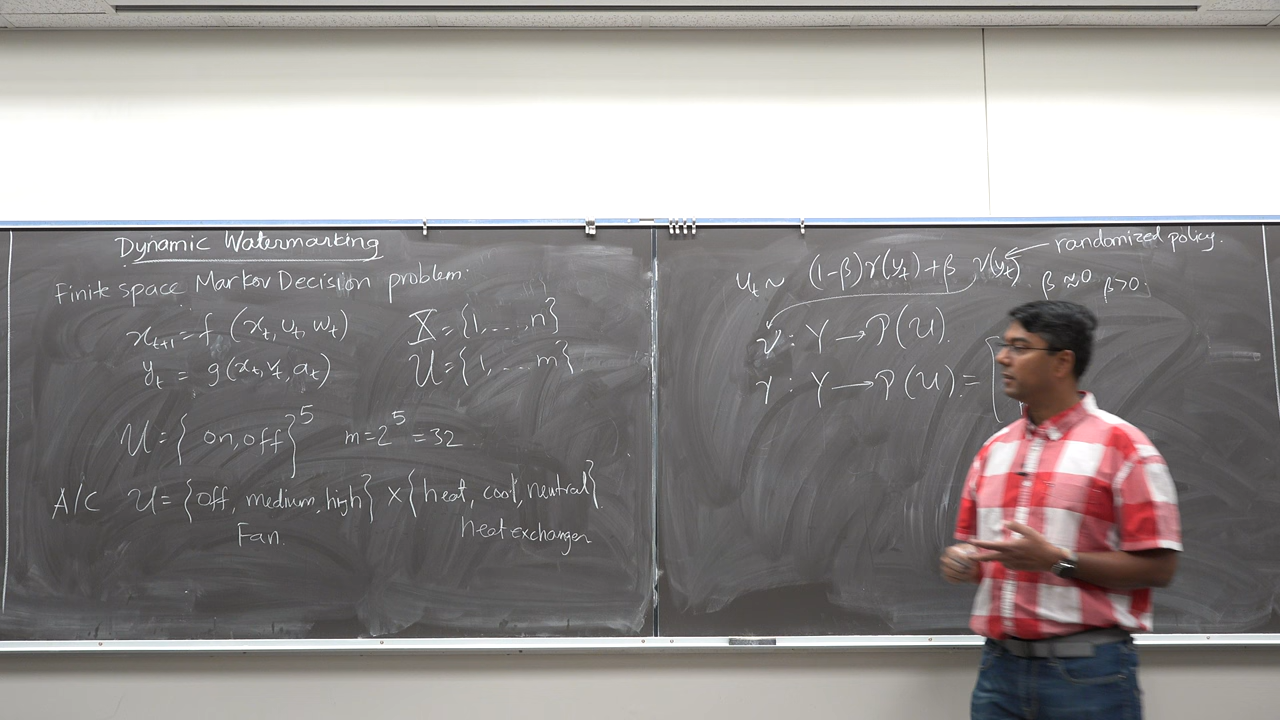 Dynamic Watermarking
Finite space Markov Decision problem.
x_{t+1} = f (x_t, u_t, w_t)   X = {1, ..., n}
y_t = g(x_t, v_t, a_t)   U = {1, ... m}
U = { on, off }^5   m = 2^5 = 32
A/C U = {off, medium, high} × {heat, cool, neutral}.
Fan.   heat exchanger
← randomized policy.
u_t ~ (1-β) γ(y_t) + β ν(y_t)   β ≈ 0 β > 0.
ν : Y → P(U).
γ : Y → P(U) = [